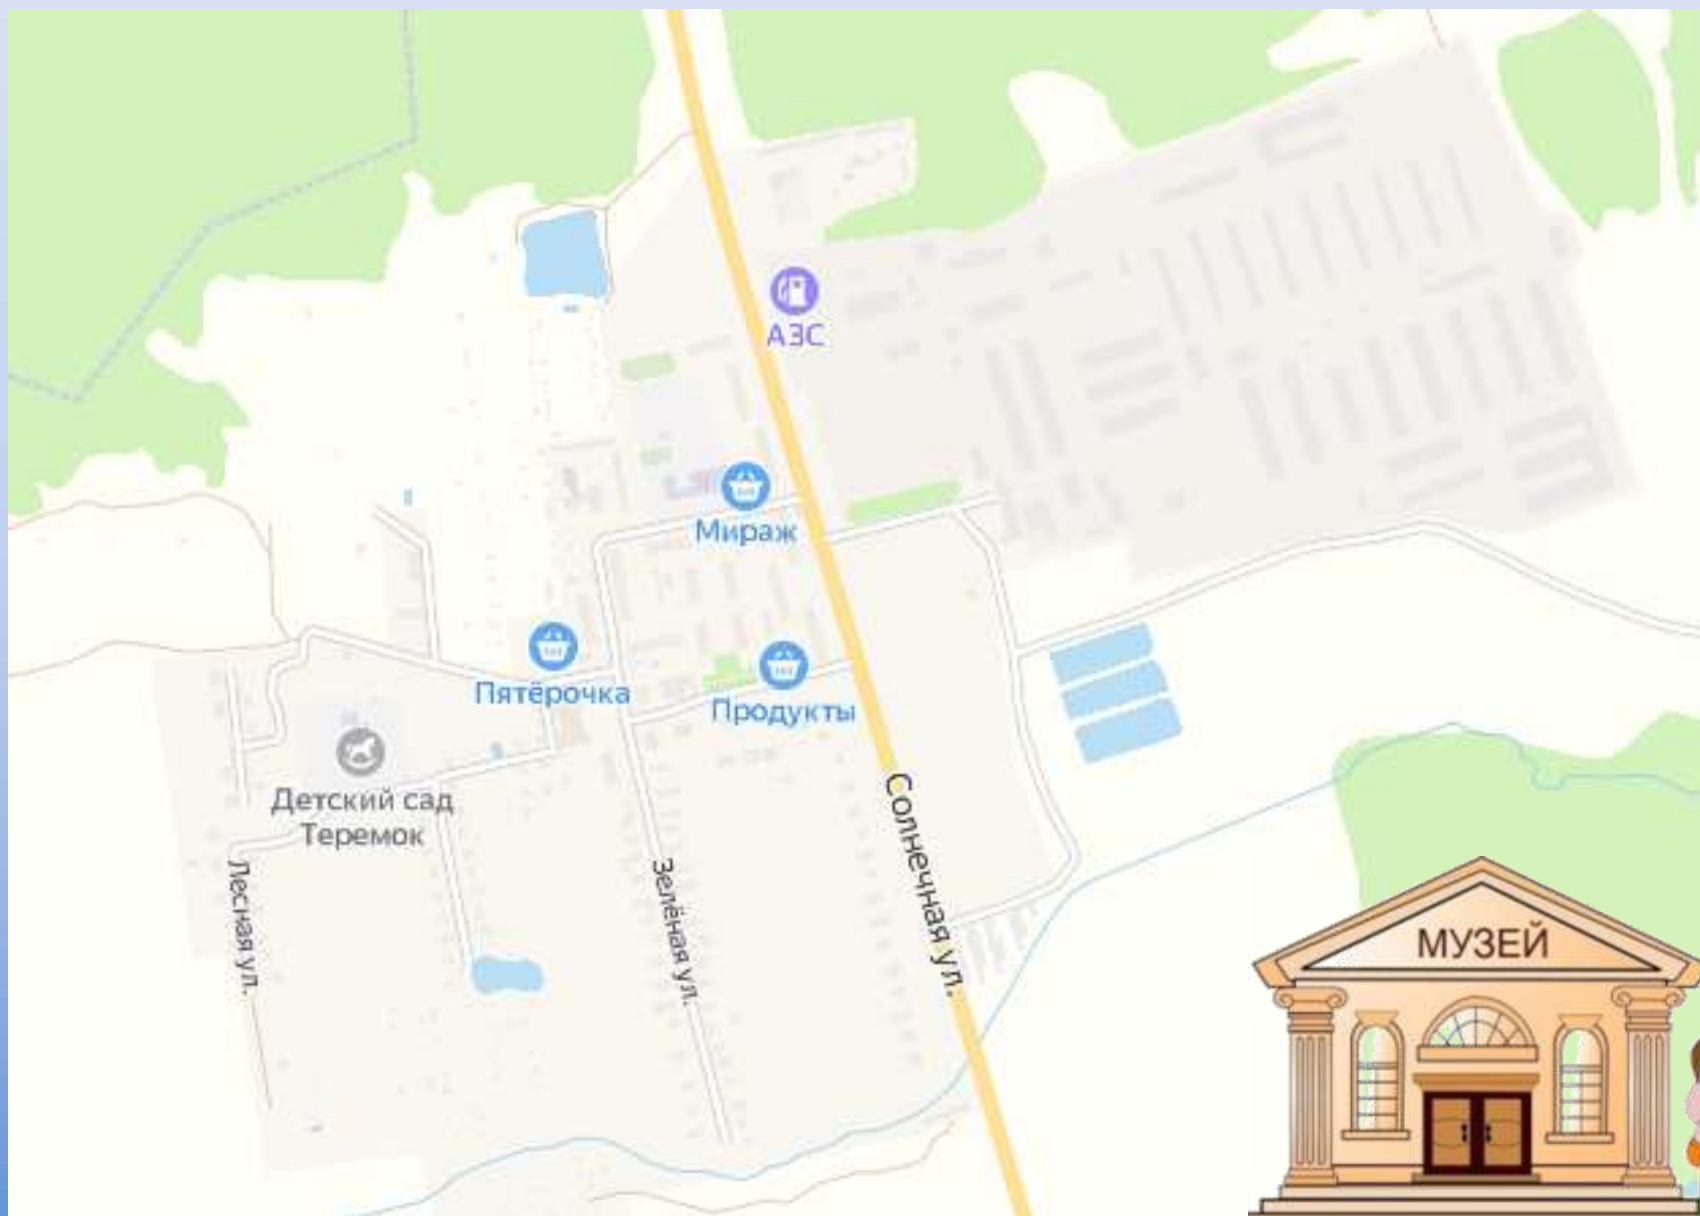 АЗС
Мираж
Пятёрочка
Продукты
Детский сад
Теремок
Солнечная ул.
Зелёная ул.
Лесная ул.
МУЗЕЙ